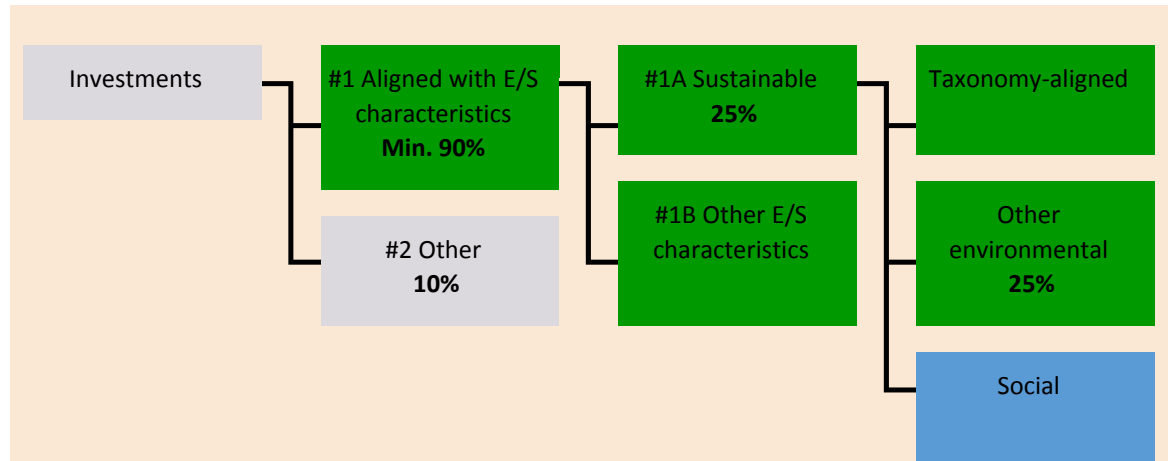 Investments
#1 Aligned with E/S
characteristics
Min. 90%
#2 Other
10%
#1A Sustainable
25%
#1B Other E/S
characteristics
Taxonomy-aligned
Other
environmental
25%
Social